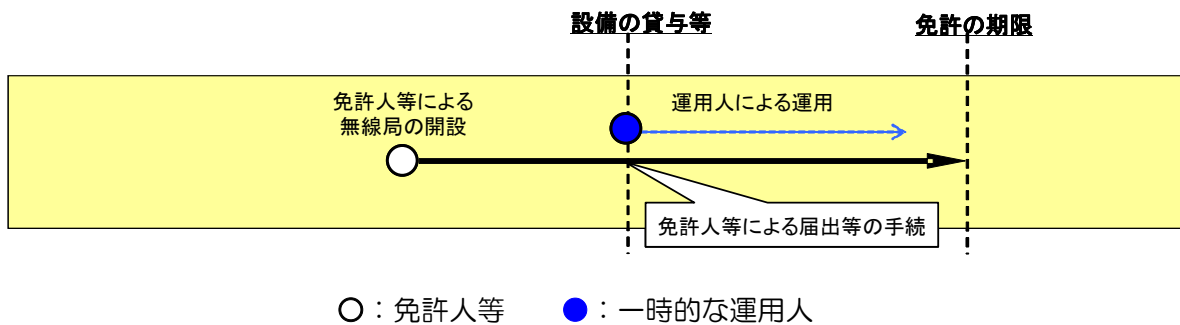 設備の貸与等
免許の期限
免許人等による
無線局の開設
運用人による運用
免許人等による届出等の手続
：免許人等
：一時的な運用人